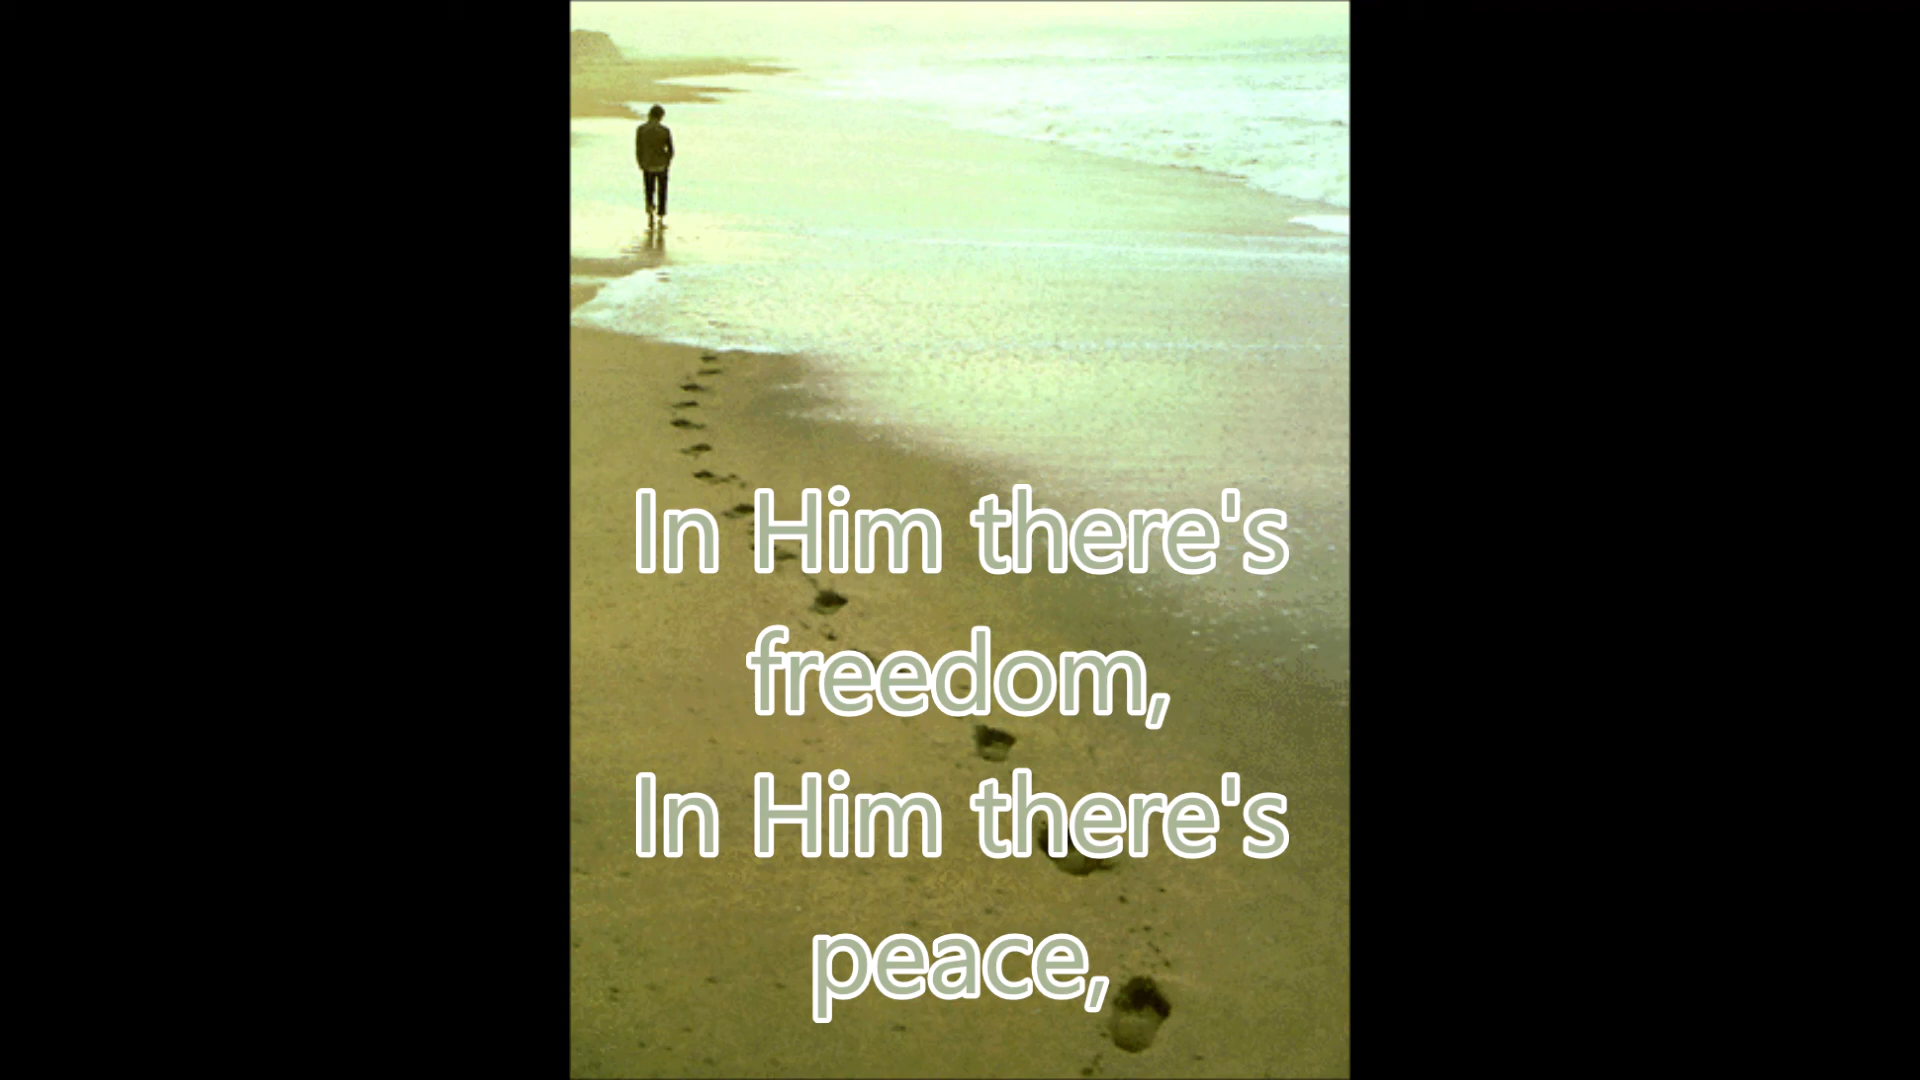 In Him there's
freedom,
In Him there's
peace,